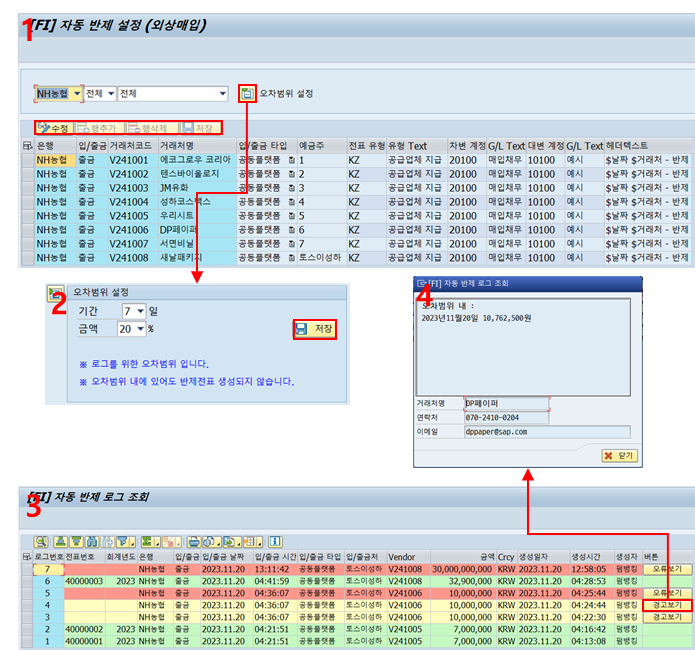 1
[FI] 자동 반제 설정 (외상매입)
NH농협 전체 전체 오차범위 설정
수정 행추가 행삭제 저장
은행 입/출금 거래처코드 거래처명 입/출금 타입 예금주 전표 유형 유형 Text 차변 계정 G/L Text 대변 계정 G/L Text 헤더텍스트
NH농협 출금 V241001 에코그로우 코리아 공동플랫폼 1 KZ 공급업체 지급 20100 매입채무 10100 예시 $날짜 $거래처 - 반제
NH농협 출금 V241002 텐스바이올로지 공동플랫폼 2 KZ 공급업체 지급 20100 매입채무 10100 예시 $날짜 $거래처 - 반제
NH농협 출금 V241003 JM유화 공동플랫폼 3 KZ 공급업체 지급 20100 매입채무 10100 예시 $날짜 $거래처 - 반제
NH농협 출금 V241004 성하코스맥스 공동플랫폼 4 KZ 공급업체 지급 20100 매입채무 10100 예시 $날짜 $거래처 - 반제
NH농협 출금 V241005 우리시트 공동플랫폼 5 KZ 공급업체 지급 20100 매입채무 10100 예시 $날짜 $거래처 - 반제
NH농협 출금 V241006 DP페이퍼 공동플랫폼 6 KZ 공급업체 지급 20100 매입채무 10100 예시 $날짜 $거래처 - 반제
NH농협 출금 V241007 서면비닐 공동플랫폼 7 KZ 공급업체 지급 20100 매입채무 10100 예시 $날짜 $거래처 - 반제
NH농협 출금 V241008 새날패키지 공동플랫폼 토스이성하 KZ 공급업체 지급 20100 매입채무 10100 예시 $날짜 $거래처 - 반제
2
오차범위 설정
기간 7 일
금액 20 % 저장
※ 로그를 위한 오차범위 입니다.
※ 오차범위 내에 있어도 반제전표 생성되지 않습니다.
4
[FI] 자동 반제 로그 조회
오차범위 내 :
2023년11월20일 10,762,500원
거래처명 DP페이퍼
연락처 070-2410-0204
이메일 dppaper@sap.com
닫기
3
[FI] 자동 반제 로그 조회
로그번호 전표번호 회계년도 은행 입/출금 입/출금 날짜 입/출금 시간 입/출금 타입 입/출금처 Vendor 금액 Crcy 생성일자 생성시간 생성자 버튼
7 NH농협 출금 2023.11.20 13:11:42 공동플랫폼 토스이성하 V241008 30,000,000,000 KRW 2023.11.20 12:58:05 펌뱅킹 오류보기
6 40000003 2023 NH농협 출금 2023.11.20 04:41:59 공동플랫폼 토스이성하 V241008 32,900,000 KRW 2023.11.20 04:28:53 펌뱅킹
5 NH농협 출금 2023.11.20 04:36:07 공동플랫폼 토스이성하 V241006 10,000,000 KRW 2023.11.20 04:25:44 펌뱅킹 오류보기
4 NH농협 출금 2023.11.20 04:36:07 공동플랫폼 토스이성하 V241006 10,000,000 KRW 2023.11.20 04:24:44 펌뱅킹 경고보기
3 NH농협 출금 2023.11.20 04:36:07 공동플랫폼 토스이성하 V241006 10,000,000 KRW 2023.11.20 04:22:30 펌뱅킹 경고보기
2 40000002 2023 NH농협 출금 2023.11.20 04:21:51 공동플랫폼 토스이성하 V241005 7,000,000 KRW 2023.11.20 04:16:42 펌뱅킹
1 40000001 2023 NH농협 출금 2023.11.20 04:21:51 공동플랫폼 토스이성하 V241005 7,000,000 KRW 2023.11.20 04:13:08 펌뱅킹